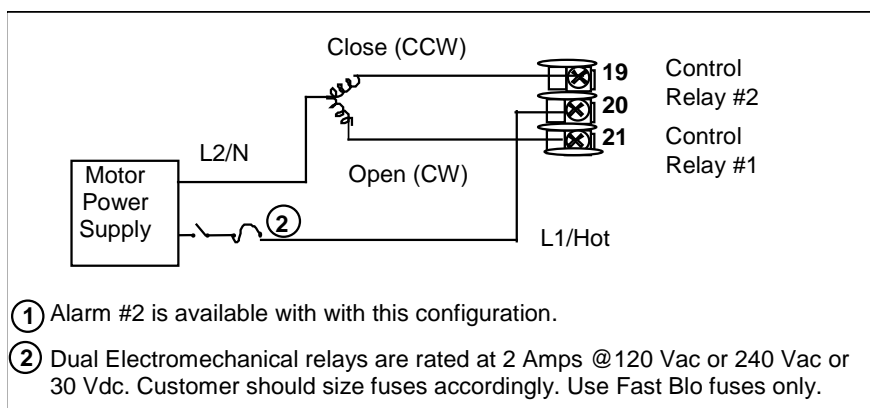 Close (CCW)
19
Control
Relay #2
20
21
Control
Relay #1
L2/N
Open (CW)
Motor
Power
Supply
2
L1/Hot
1 Alarm #2 is available with with this configuration.
2 Dual Electromechanical relays are rated at 2 Amps @120 Vac or 240 Vac or
30 Vdc. Customer should size fuses accordingly. Use Fast Blo fuses only.